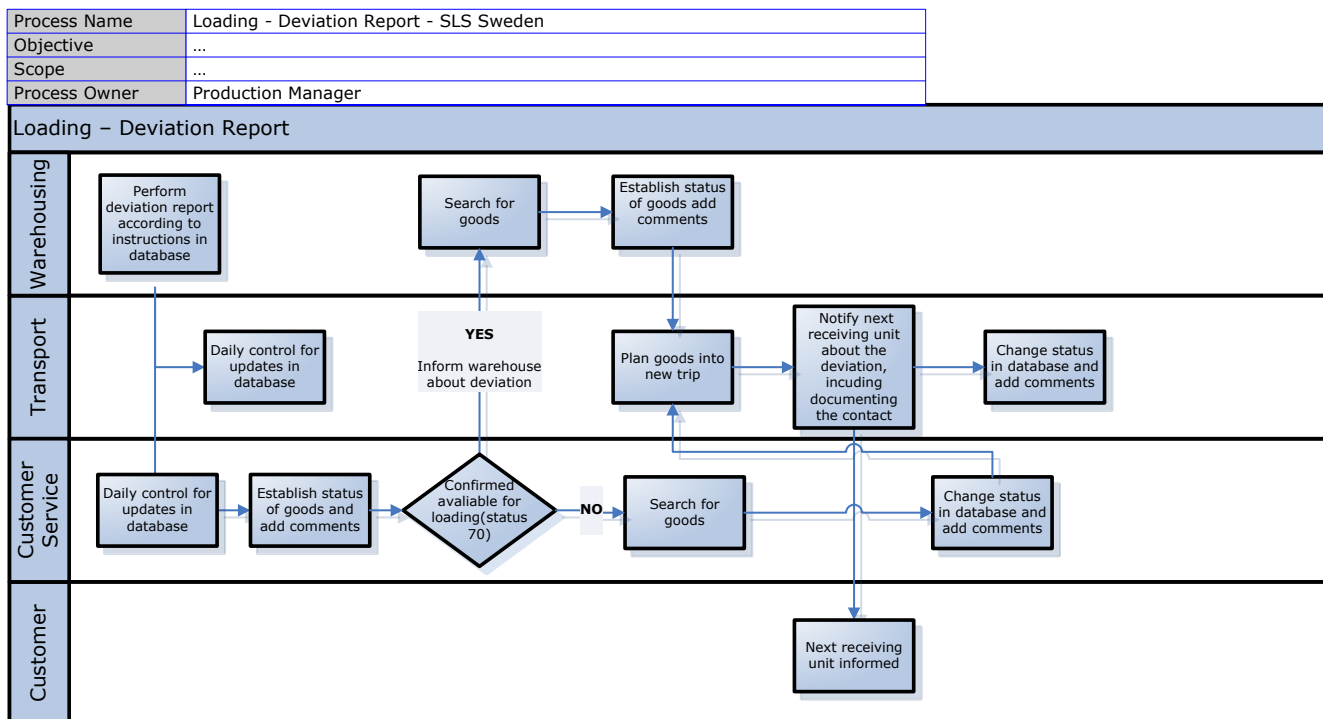 Process Name Loading - Deviation Report - SLS Sweden
Objective ...
Scope ...
Process Owner Production Manager
Loading – Deviation Report
Warehousing
Perform
deviation report
according to
instructions in
database
Search for
goods
Establish status
of goods add
comments
Transport
Daily control for
updates in
database
YES
Inform warehouse
about deviation
Plan goods into
new trip
Notify next
receiving unit
about the
deviation,
incuding
documenting
the contact
Change status
in database and
add comments
Customer
Service
Daily control for
updates in
database
Establish status
of goods and
add comments
Confirmed
avaliable for
loading(status
70)
NO
Search for
goods
Change status
in database and
add comments
Customer
Next receiving
unit informed